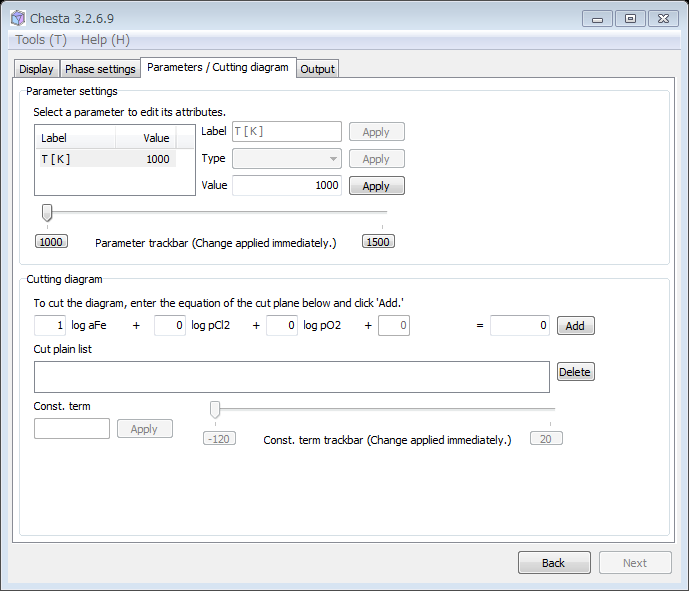 Chesta 3.2.6.9
Tools (T) Help (H)
Display Phase settings Parameters / Cutting diagram Output
Parameter settings
Select a parameter to edit its attributes.
Label Value
T [K] 1000
Label T [K] Apply
Type Apply
Value 1000 Apply
1000 Parameter trackbar (Change applied immediately.) 1500
Cutting diagram
To cut the diagram, enter the equation of the cut plane below and click 'Add.'
1 log aFe + 0 log pCl2 + 0 log pO2 + 0 = 0 Add
Cut plain list
Delete
Const. term
Apply
-120 Const. term trackbar (Change applied immediately.) 20
Back Next